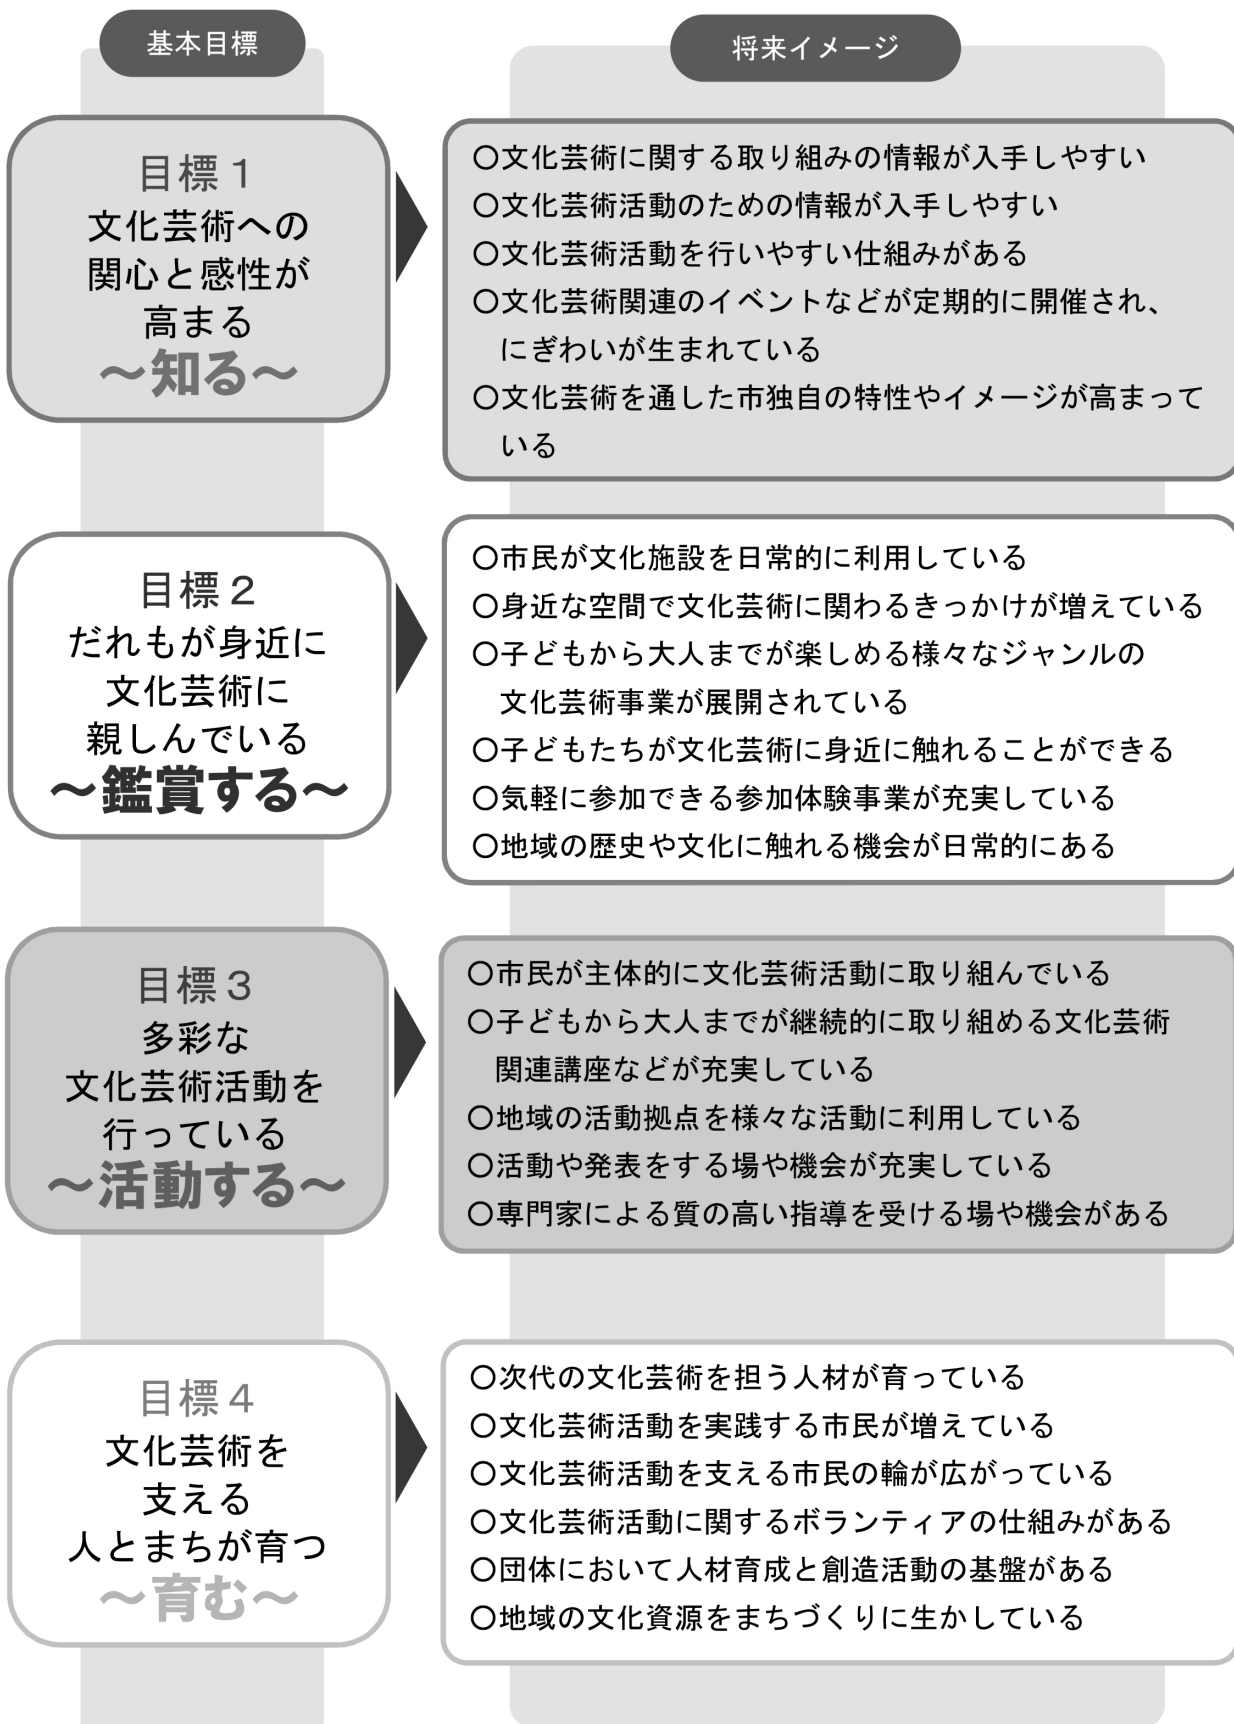 基本目標
将来イメージ
目標1
文化芸術への
関心と感性が
高まる
～知る～
○文化芸術に関する取り組みの情報が入手しやすい
○文化芸術活動のための情報が入手しやすい
○文化芸術活動を行いやすい仕組みがある
○文化芸術関連のイベントなどが定期的に開催され、
にぎわいが生まれている
○文化芸術を通した市独自の特性やイメージが高まって
いる
目標2
だれもが身近に
文化芸術に
親しんでいる
～鑑賞する～
○市民が文化施設を日常的に利用している
○身近な空間で文化芸術に関わるきっかけが増えている
○子どもから大人までが楽しめる様々なジャンルの
文化芸術事業が展開されている
○子どもたちが文化芸術に身近に触れることができる
○気軽に参加できる参加体験事業が充実している
○地域の歴史や文化に触れる機会が日常的にある
目標3
多彩な
文化芸術活動を
行っている
～活動する～
○市民が主体的に文化芸術活動に取り組んでいる
○子どもから大人までが継続的に取り組める文化芸術
関連講座などが充実している
○地域の活動拠点を様々な活動に利用している
○活動や発表をする場や機会が充実している
○専門家による質の高い指導を受ける場や機会がある
目標4
文化芸術を
支える
人とまちが育つ
～育む～
○次代の文化芸術を担う人材が育っている
○文化芸術活動を実践する市民が増えている
○文化芸術活動を支える市民の輪が広がっている
○文化芸術活動に関するボランティアの仕組みがある
○団体において人材育成と創造活動の基盤がある
○地域の文化資源をまちづくりに生かしている